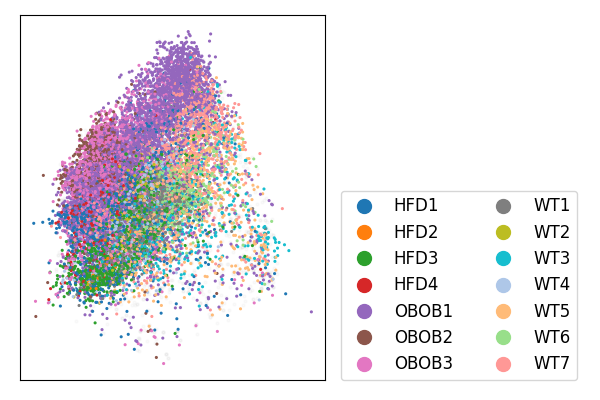 HFD1 WT1
HFD2 WT2
HFD3 WT3
HFD4 WT4
OBOB1 WT5
OBOB2 WT6
OBOB3 WT7